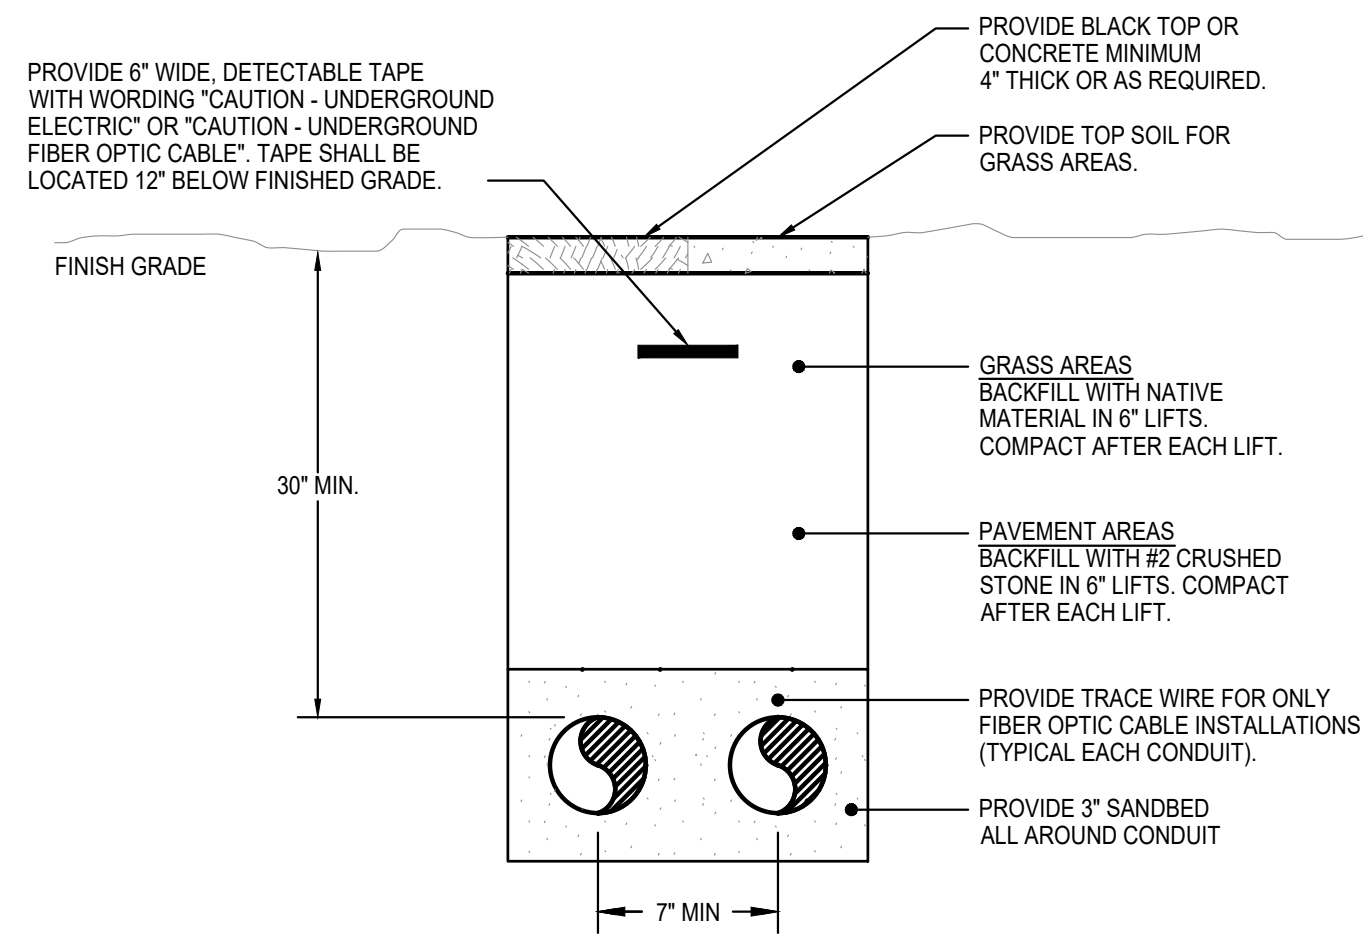 PROVIDE 6" WIDE, DETECTABLE TAPE
WITH WORDING "CAUTION - UNDERGROUND
ELECTRIC" OR "CAUTION - UNDERGROUND
FIBER OPTIC CABLE". TAPE SHALL BE
LOCATED 12" BELOW FINISHED GRADE.
PROVIDE BLACK TOP OR
CONCRETE MINIMUM
4" THICK OR AS REQUIRED.
PROVIDE TOP SOIL FOR
GRASS AREAS.
FINISH GRADE
30" MIN.
GRASS AREAS
BACKFILL WITH NATIVE
MATERIAL IN 6" LIFTS.
COMPACT AFTER EACH LIFT.
PAVEMENT AREAS
BACKFILL WITH #2 CRUSHED
STONE IN 6" LIFTS. COMPACT
AFTER EACH LIFT.
PROVIDE TRACE WIRE FOR ONLY
FIBER OPTIC CABLE INSTALLATIONS
(TYPICAL EACH CONDUIT).
PROVIDE 3" SANDBED
ALL AROUND CONDUIT
7" MIN